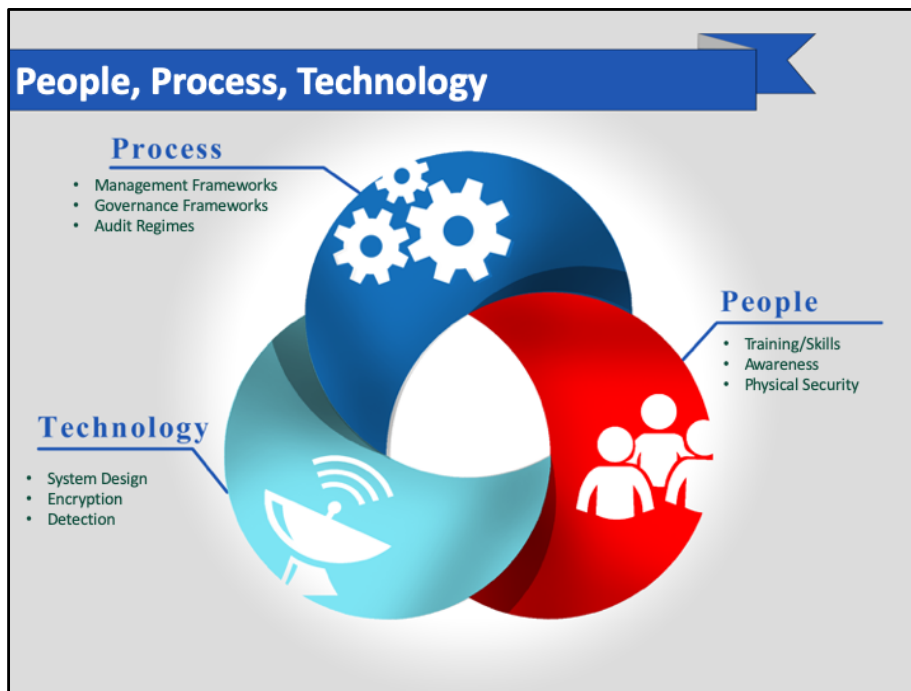 People, Process, Technology
Process
• Management Frameworks
• Governance Frameworks
• Audit Regimes
People
• Training/Skills
• Awareness
• Physical Security
Technology
• System Design
• Encryption
• Detection